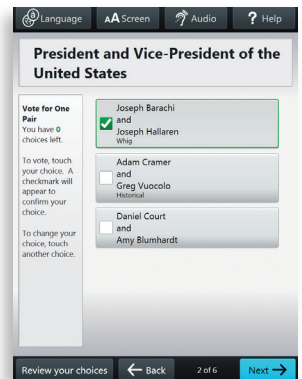 Language
AA Screen
Audio
? Help
President and Vice-President of the
United States
Vote for One
Pair
You have 0
choices left.
To vote, touch
your choice. A
checkmark will
appear to
confirm your
choice.
To change your
choice, touch
another choice.
Joseph Barachi
and
Joseph Hallaren
Whig
Adam Cramer
and
Greg Vuocolo
Historical
Daniel Court
and
Amy Blumhardt
Review your choices
Back
2 of 6
Next